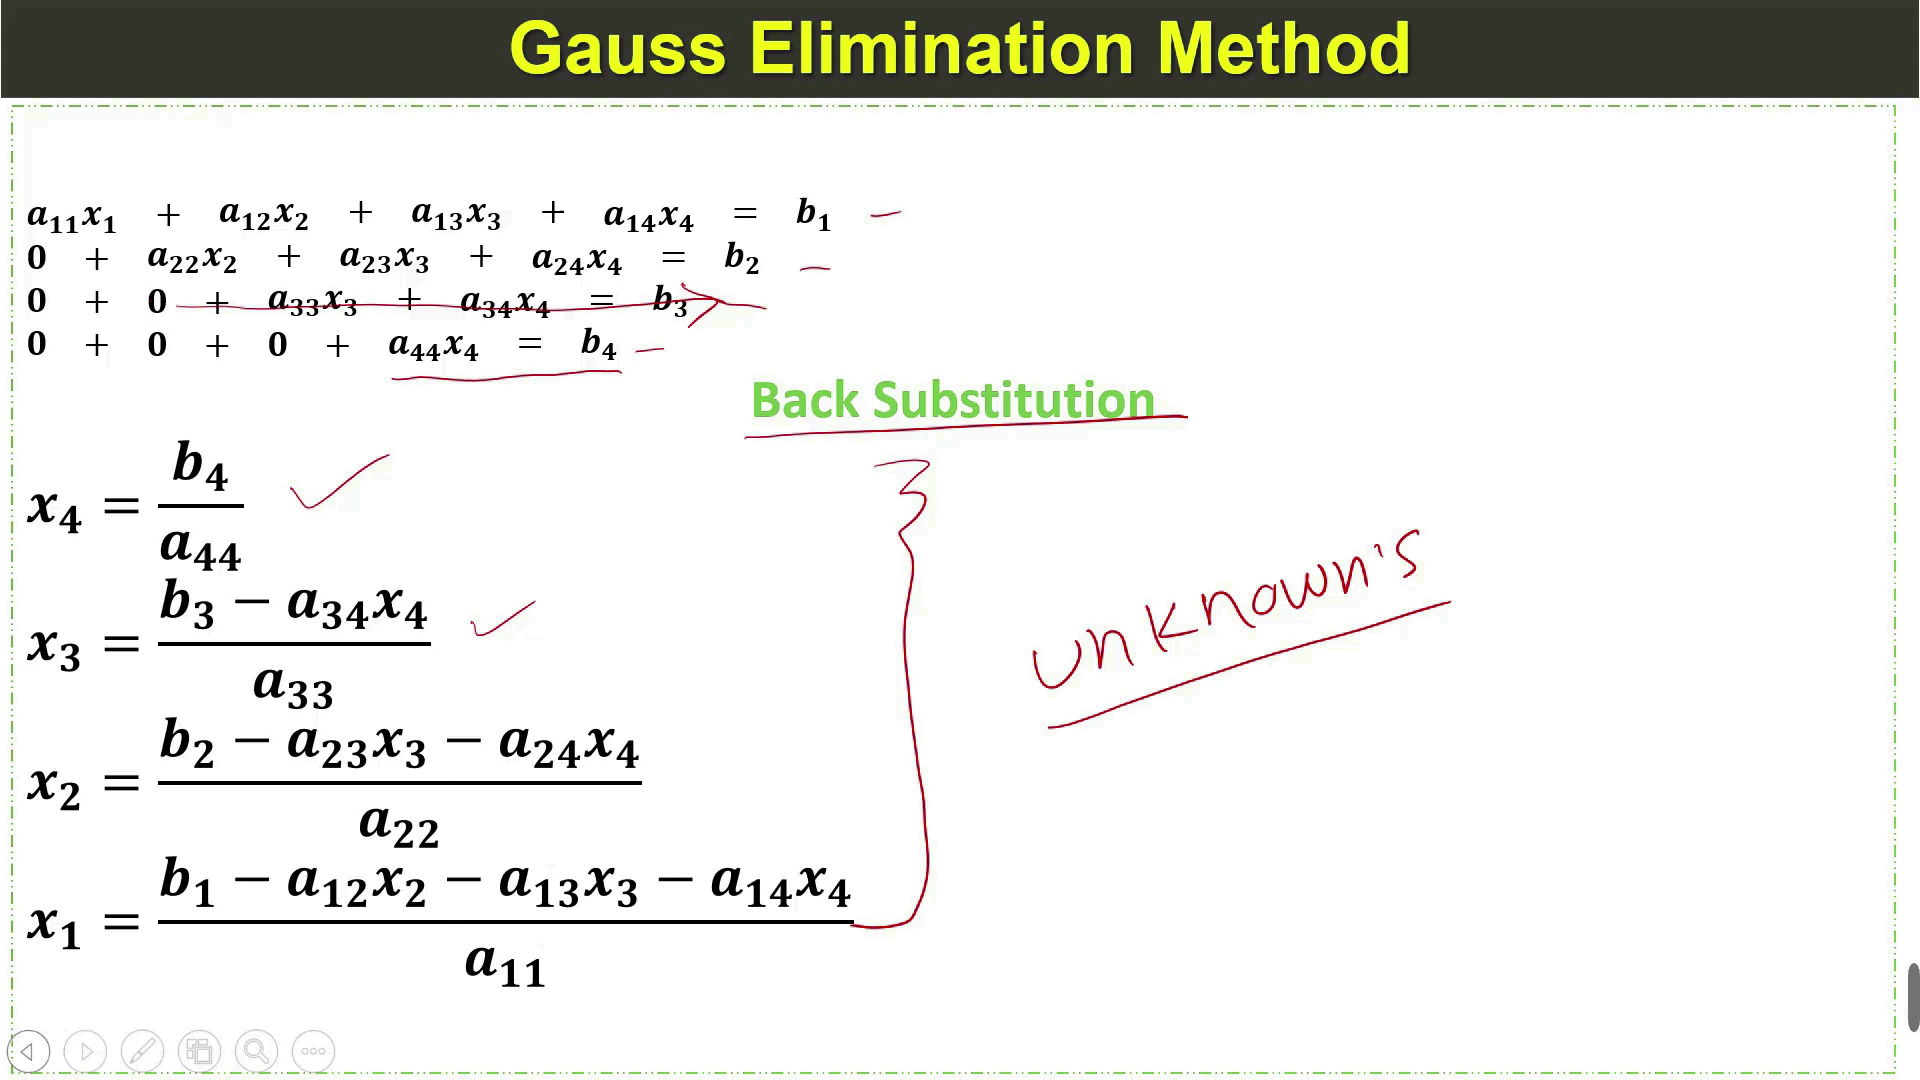 Gauss Elimination Method
a₁₁x₁ + a₁₂x₂ + a₁₃x₃ + a₁₄x₄ = b₁ –
0 + a₂₂x₂ + a₂₃x₃ + a₂₄x₄ = b₂ –
0 + 0 + a₃₃x₃ + a₃₄x₄ = b₃
0 + 0 + 0 + a₄₄x₄ = b₄ –
Back Substitution
x₄ = b₄ / a₄₄
x₃ = (b₃ − a₃₄x₄) / a₃₃
x₂ = (b₂ − a₂₃x₃ − a₂₄x₄) / a₂₂
x₁ = (b₁ − a₁₂x₂ − a₁₃x₃ − a₁₄x₄) / a₁₁
unknown's